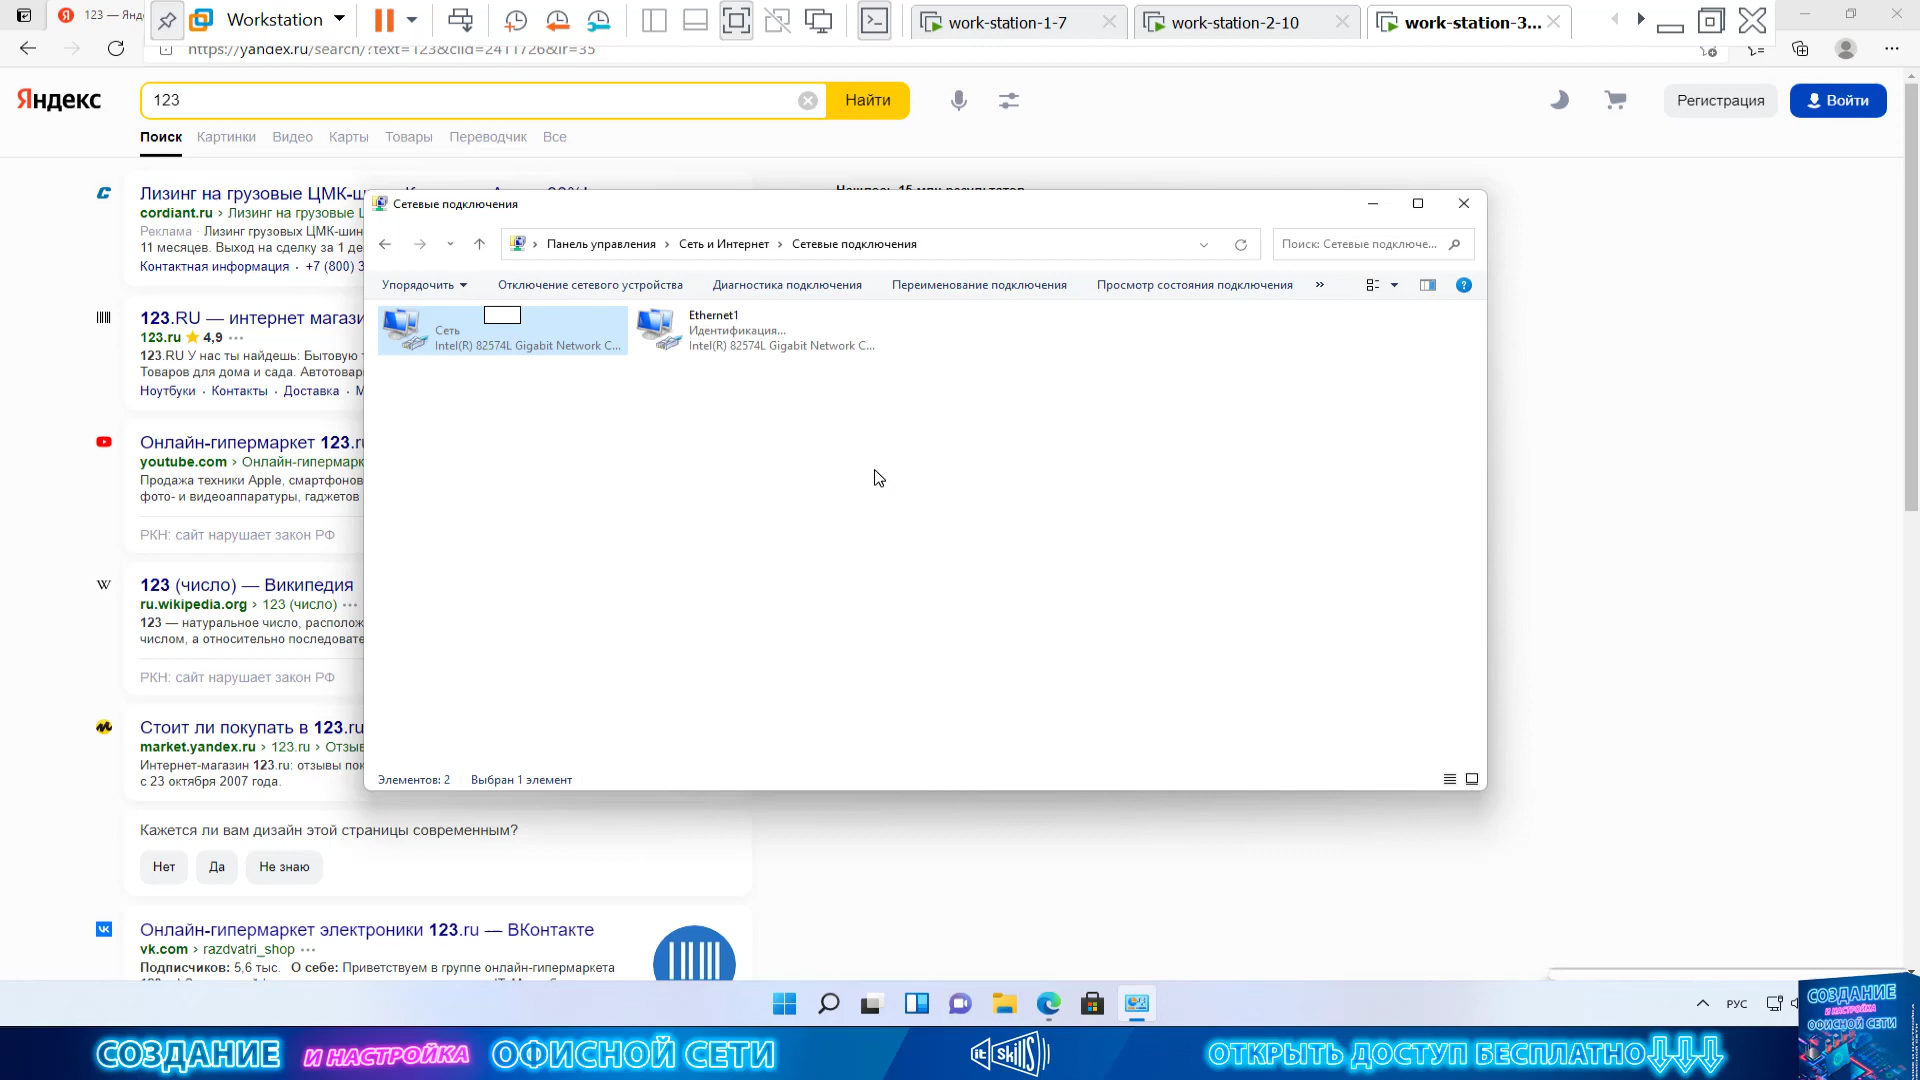 123 — Янд
Workstation
work-station-1-7
work-station-2-10
work-station-3...
https://yandex.ru/search/?text=123&clid=2411726&lr=35
Яндекс
123
Найти
Регистрация
Войти
Поиск
Картинки
Видео
Карты
Товары
Переводчик
Все
Лизинг на грузовые ЦМК-ш
cordiant.ru › Лизинг на грузовые
Реклама · Лизинг грузовых ЦМК-шин
11 месяцев. Выход на сделку за 1 де
Контактная информация · +7 (800) 3
Нашлось 15 млн результатов
123.RU — интернет магази
123.ru 4,9
123.RU У нас ты найдешь: Бытовую т
Товаров для дома и сада. Автотовар
Ноутбуки · Контакты · Доставка · М
Онлайн-гипермаркет 123.r
youtube.com › Онлайн-гипермарк
Продажа техники Apple, смартфонов
фото- и видеоаппаратуры, гаджетов
РКН: сайт нарушает закон РФ
123 (число) — Википедия
ru.wikipedia.org › 123 (число)
123 — натуральное число, располож
числом, а относительно последовате
РКН: сайт нарушает закон РФ
Стоит ли покупать в 123.ru
market.yandex.ru › 123.ru › Отзыв
Интернет-магазин 123.ru: отзывы пок
с 23 октября 2007 года.
Кажется ли вам дизайн этой страницы современным?
Нет
Да
Не знаю
Онлайн-гипермаркет электроники 123.ru — ВКонтакте
vk.com › razdvatri_shop
Подписчиков: 5,6 тыс. О себе: Приветствуем в группе онлайн-гипермаркета
Сетевые подключения
Панель управления › Сеть и Интернет › Сетевые подключения
Поиск: Сетевые подключе...
Упорядочить
Отключение сетевого устройства
Диагностика подключения
Переименование подключения
Просмотр состояния подключения
»
Сеть
Intel(R) 82574L Gigabit Network C...
Ethernet1
Идентификация...
Intel(R) 82574L Gigabit Network C...
Элементов: 2
Выбран 1 элемент
РУС
СОЗДАНИЕ И НАСТРОЙКА ОФИСНОЙ СЕТИ
it skills
ОТКРЫТЬ ДОСТУП БЕСПЛАТНО
СОЗДАНИЕ
И НАСТРОЙКА
ОФИСНОЙ СЕТИ